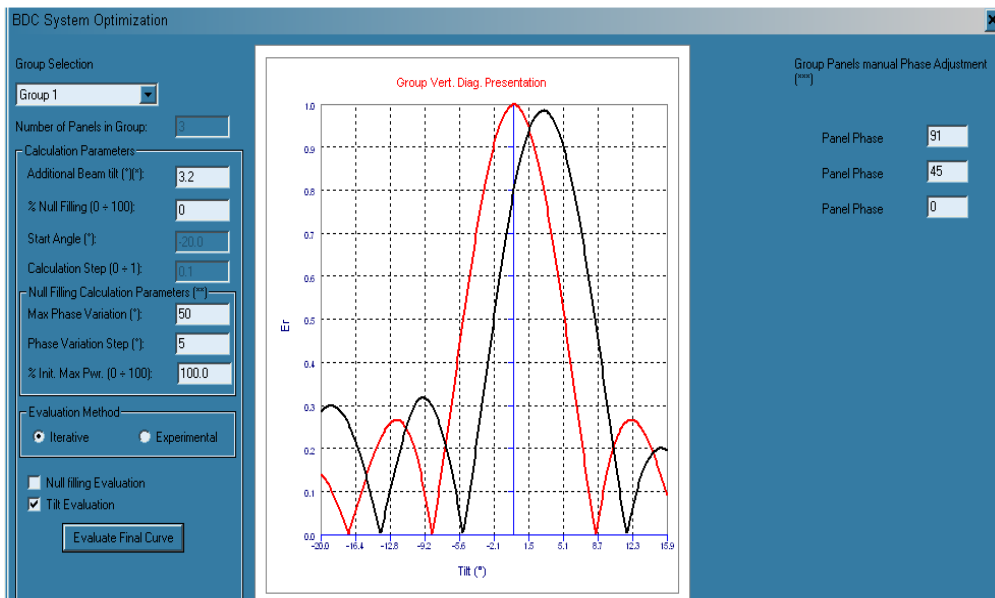 BDC System Optimization
Group Selection
Group 1
Number of Panels in Group: 3
Calculation Parameters
Additional Beam tilt (°)(*): 3.2
% Null Filling (0 ÷ 100): 0
Start Angle (°): -20.0
Calculation Step (0 ÷ 1): 0.1
Null Filling Calculation Parameters (**)
Max Phase Variation (°): 50
Phase Variation Step (°): 5
% Init. Max Pwr. (0 ÷ 100): 100.0
Evaluation Method
Iterative Experimental
Null filling Evaluation
Tilt Evaluation
Evaluate Final Curve
Group Vert. Diag. Presentation
1.0
0.9
0.8
0.7
0.6
0.5
0.4
0.3
0.2
0.1
0.0
Er
-20.0 -16.4 -12.8 -9.2 -5.6 -2.1 1.5 5.1 8.7 12.3 15.9
Tilt (°)
Group Panels manual Phase Adjustment
(***)
Panel Phase 91
Panel Phase 45
Panel Phase 0